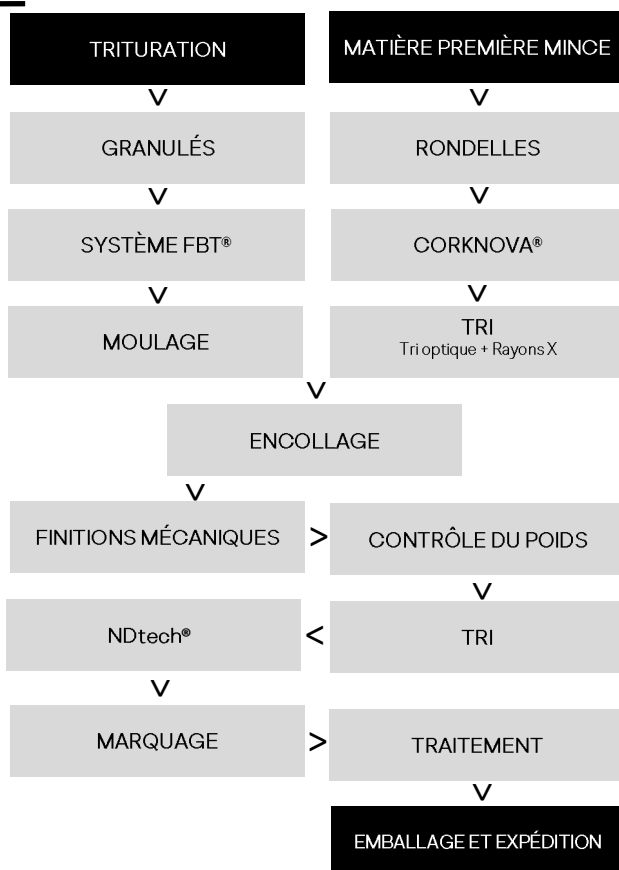 TRITURATION
MATIÈRE PREMIÈRE MINCE
GRANULÉS
RONDELLES
SYSTÈME FBT®
CORKNOVA®
MOULAGE
TRI
Tri optique + Rayons X
ENCOLLAGE
FINITIONS MÉCANIQUES
CONTRÔLE DU POIDS
NDtech®
TRI
MARQUAGE
TRAITEMENT
EMBALLAGE ET EXPÉDITION